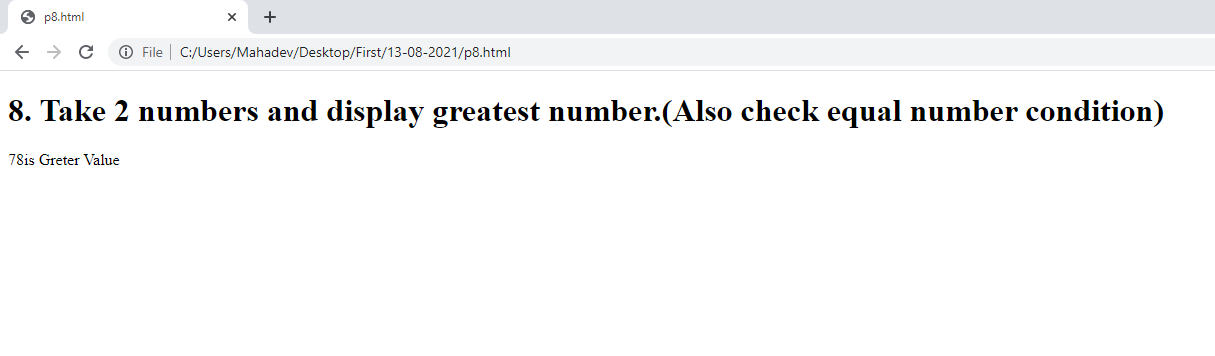 p8.html
File C:/Users/Mahadev/Desktop/First/13-08-2021/p8.html
8. Take 2 numbers and display greatest number.(Also check equal number condition)
78is Greter Value